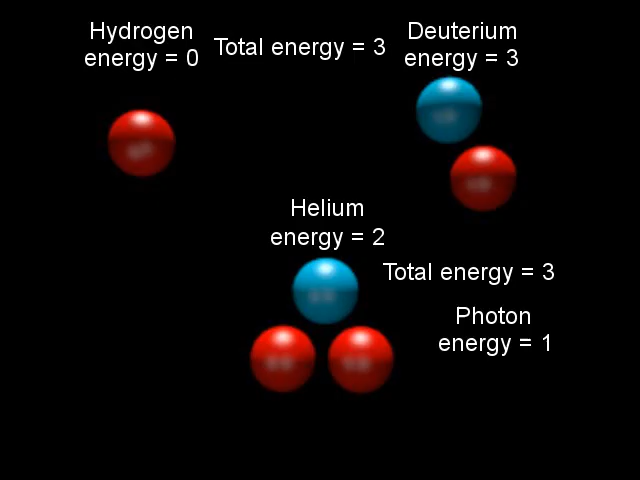 Hydrogen
energy = 0
Total energy = 3
Deuterium
energy = 3
Helium
energy = 2
Total energy = 3
Photon
energy = 1